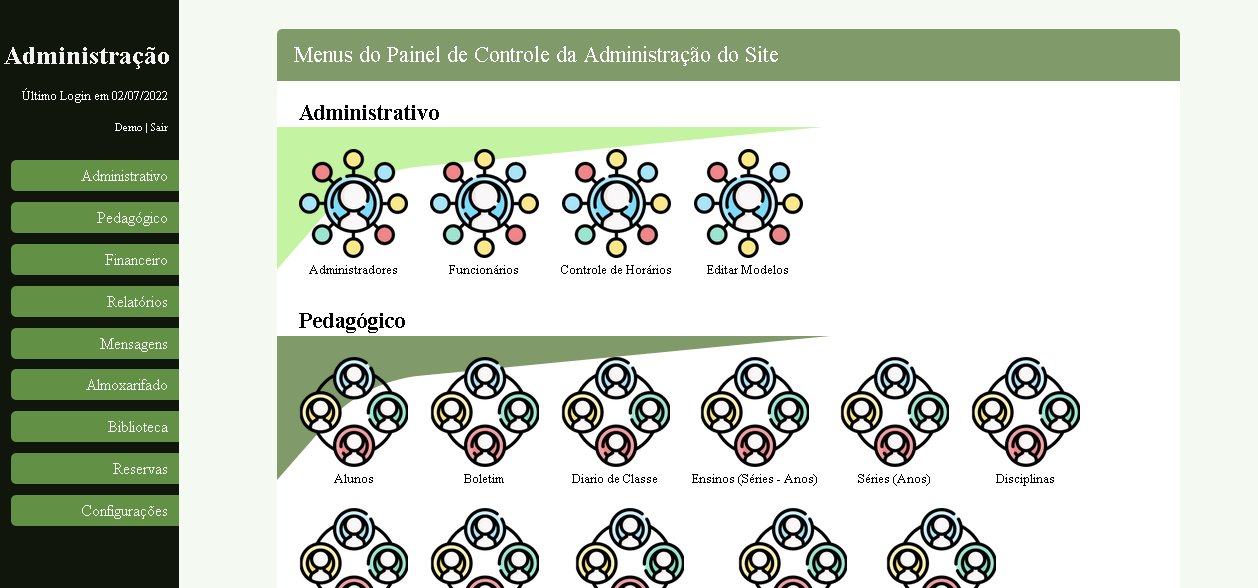 Administração
Último Login em 02/07/2022
Demo | Sair
Administrativo
Pedagógico
Financeiro
Relatórios
Mensagens
Almoxarifado
Biblioteca
Reservas
Configurações
Menus do Painel de Controle da Administração do Site
Administrativo
Administradores
Funcionários
Controle de Horários
Editar Modelos
Pedagógico
Alunos
Boletim
Diario de Classe
Ensinos (Séries - Anos)
Séries (Anos)
Disciplinas